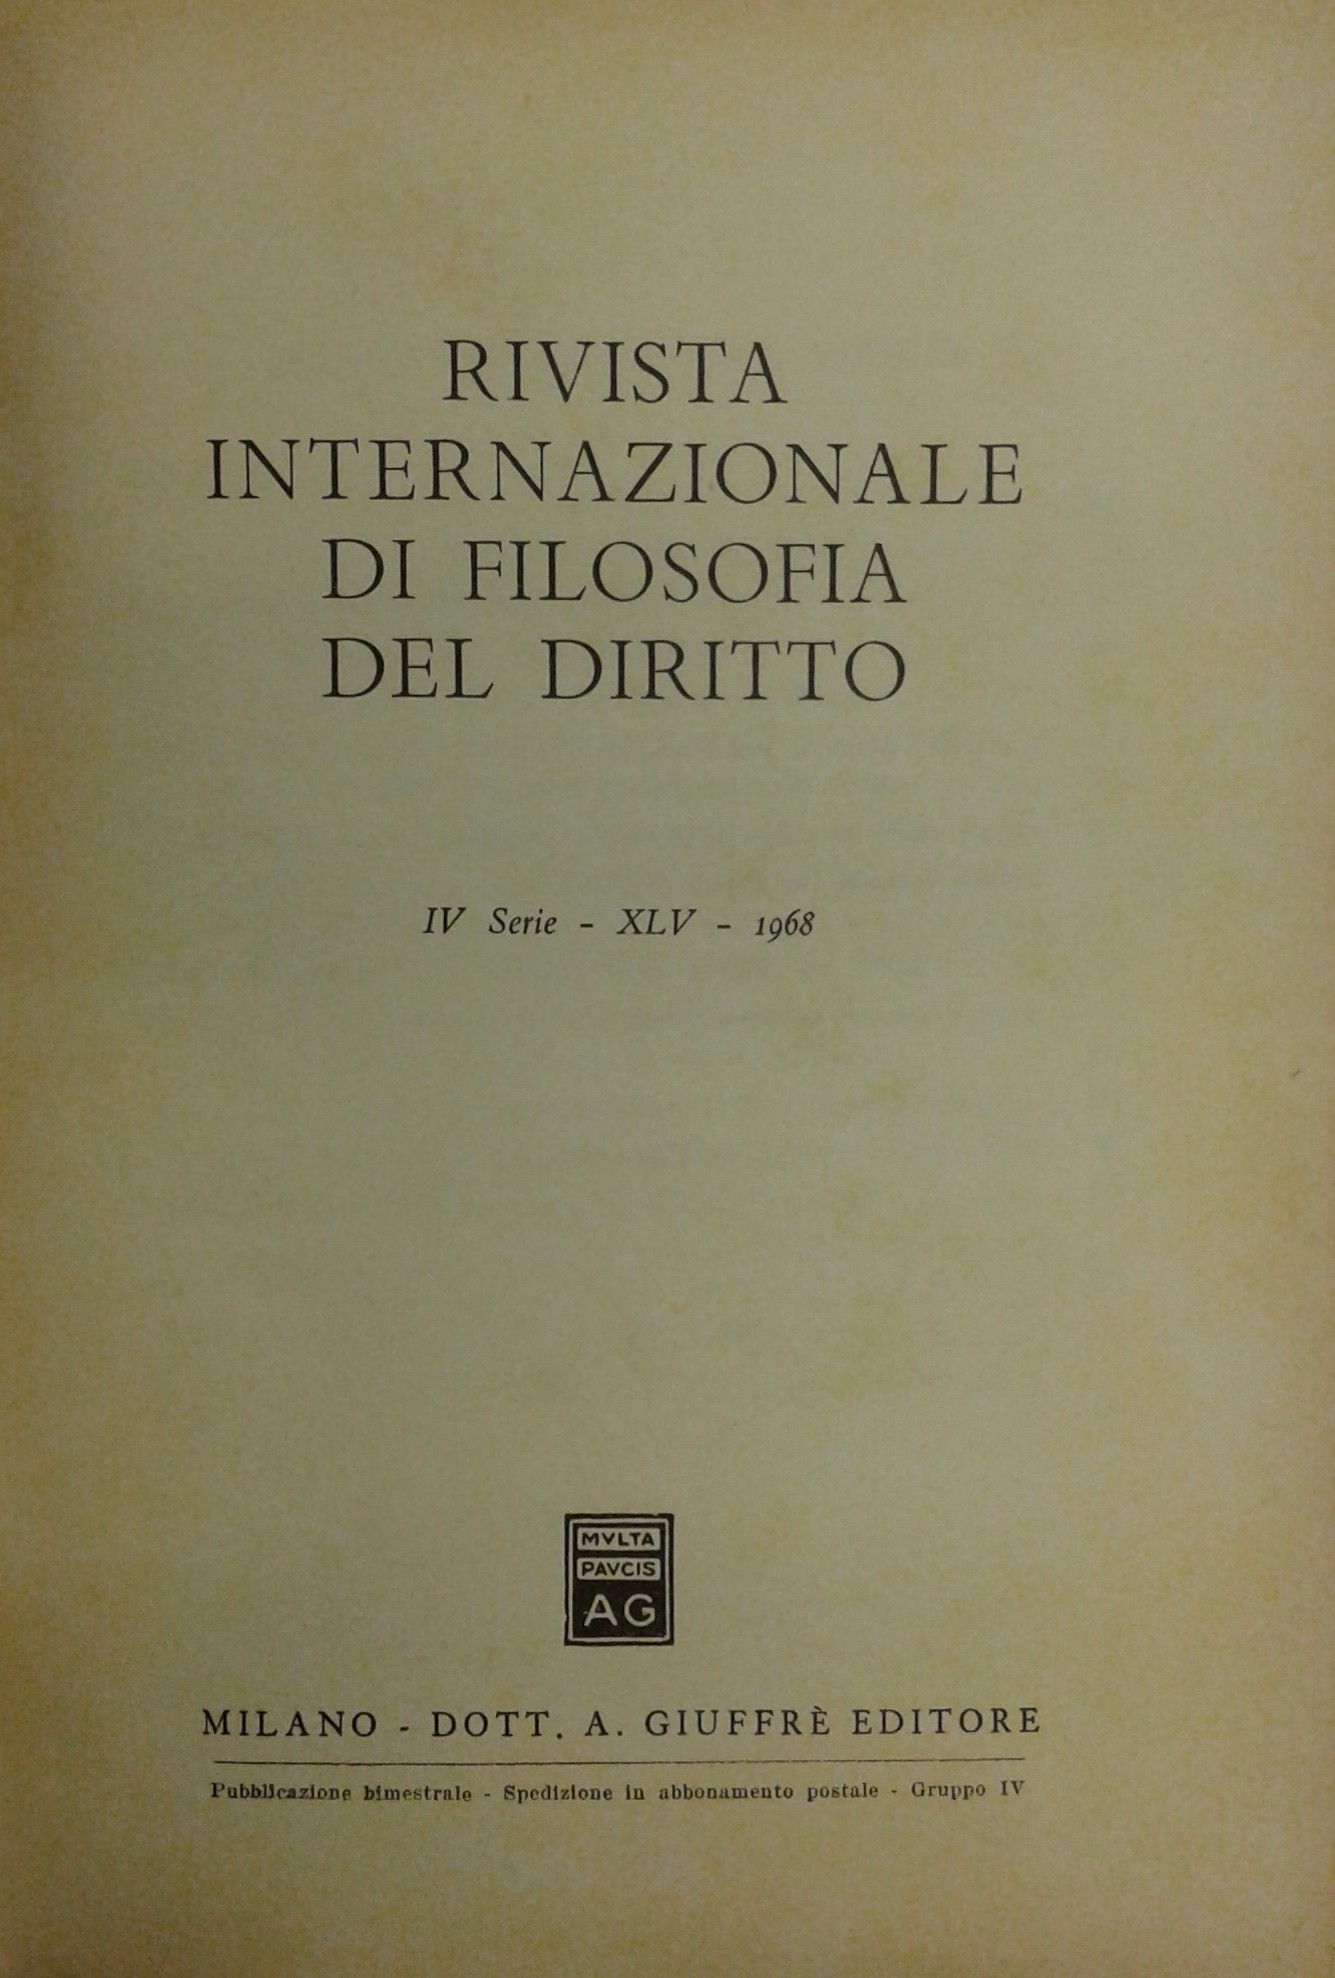 RIVISTA
INTERNAZIONALE
DI FILOSOFIA
DEL DIRITTO
IV Serie - XLV - 1968
MVLTA
PAVCIS
AG
MILANO - DOTT. A. GIUFFRÈ EDITORE
Pubblicazione bimestrale - Spedizione in abbonamento postale - Gruppo IV